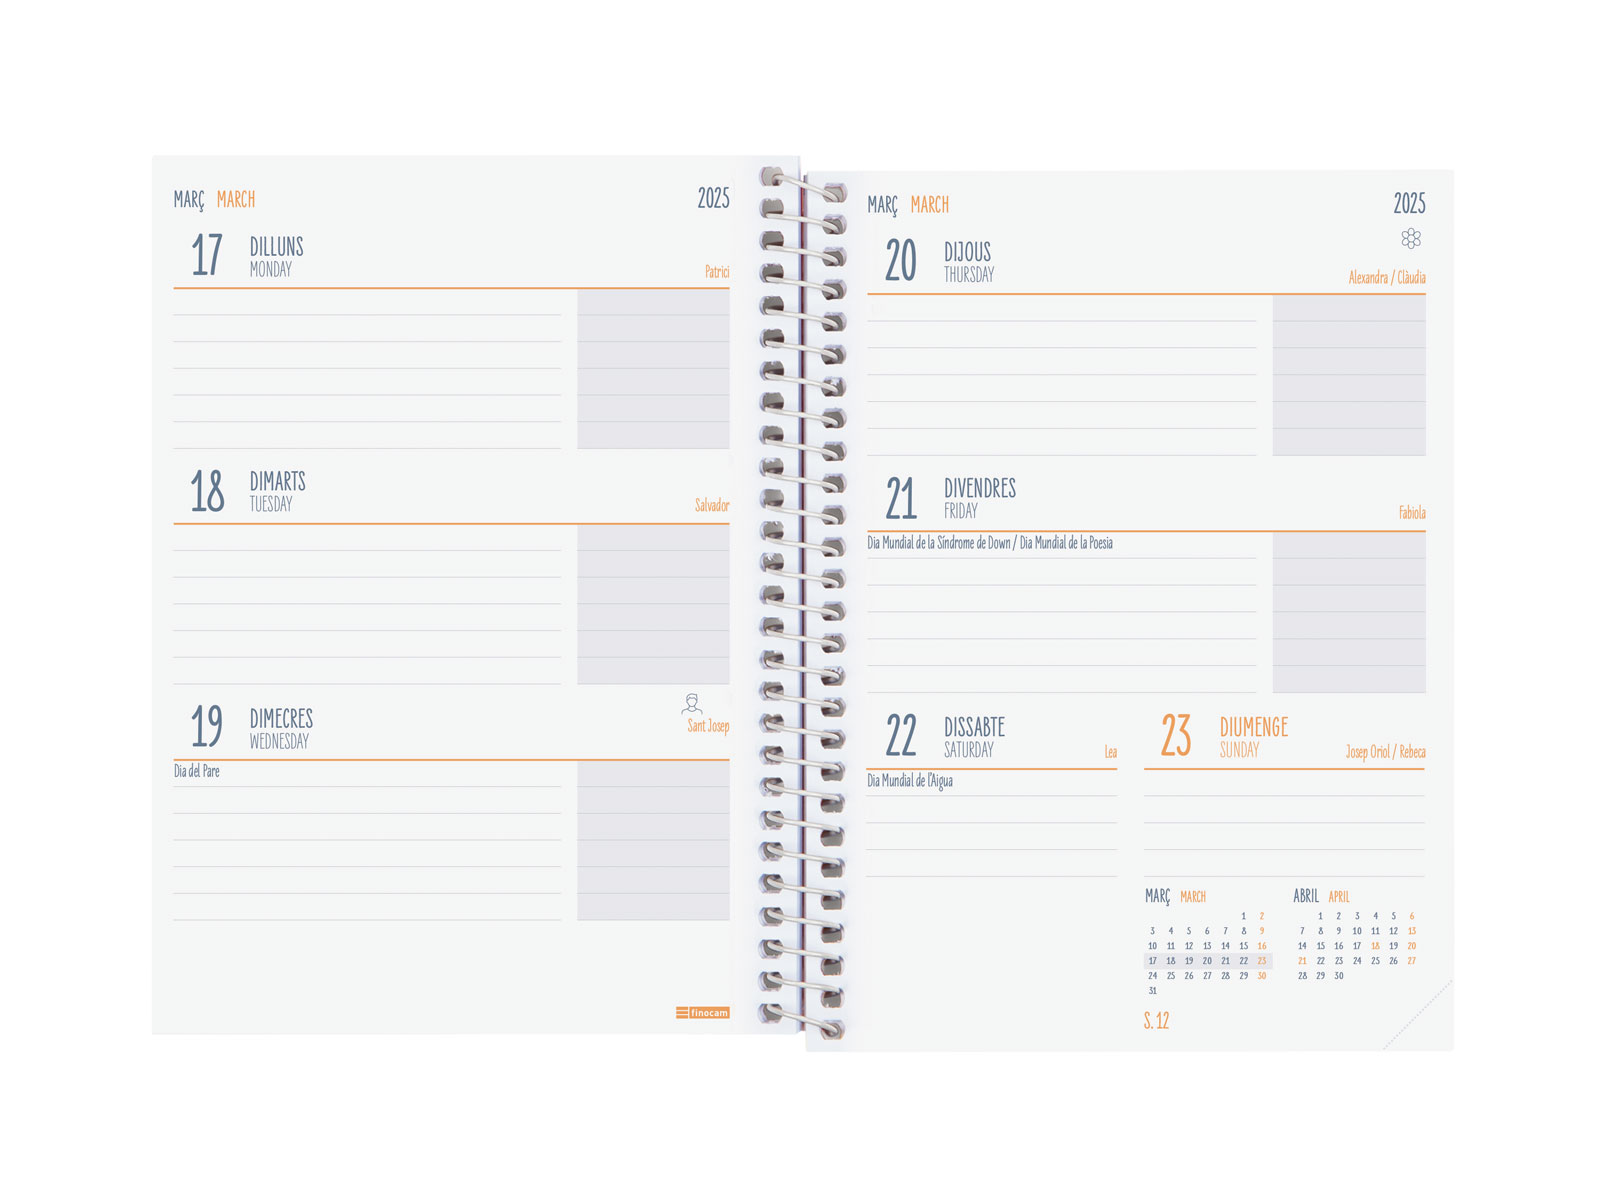 MARÇ MARCH 2025
17 DILLUNS
MONDAY
Patrici
18 DIMARTS
TUESDAY
Salvador
19 DIMECRES
WEDNESDAY
Sant Josep
Dia del Pare
finocam
MARÇ MARCH 2025
20 DIJOUS
THURSDAY
Alexandra / Clàudia
21 DIVENDRES
FRIDAY
Fabiola
Dia Mundial de la Síndrome de Down / Dia Mundial de la Poesia
22 DISSABTE
SATURDAY
Lea
Dia Mundial de l'Aigua
23 DIUMENGE
SUNDAY
Josep Oriol / Rebeca
MARÇ MARCH
1 2
3 4 5 6 7 8 9
10 11 12 13 14 15 16
17 18 19 20 21 22 23
24 25 26 27 28 29 30
31
ABRIL APRIL
1 2 3 4 5 6
7 8 9 10 11 12 13
14 15 16 17 18 19 20
21 22 23 24 25 26 27
28 29 30
S. 12